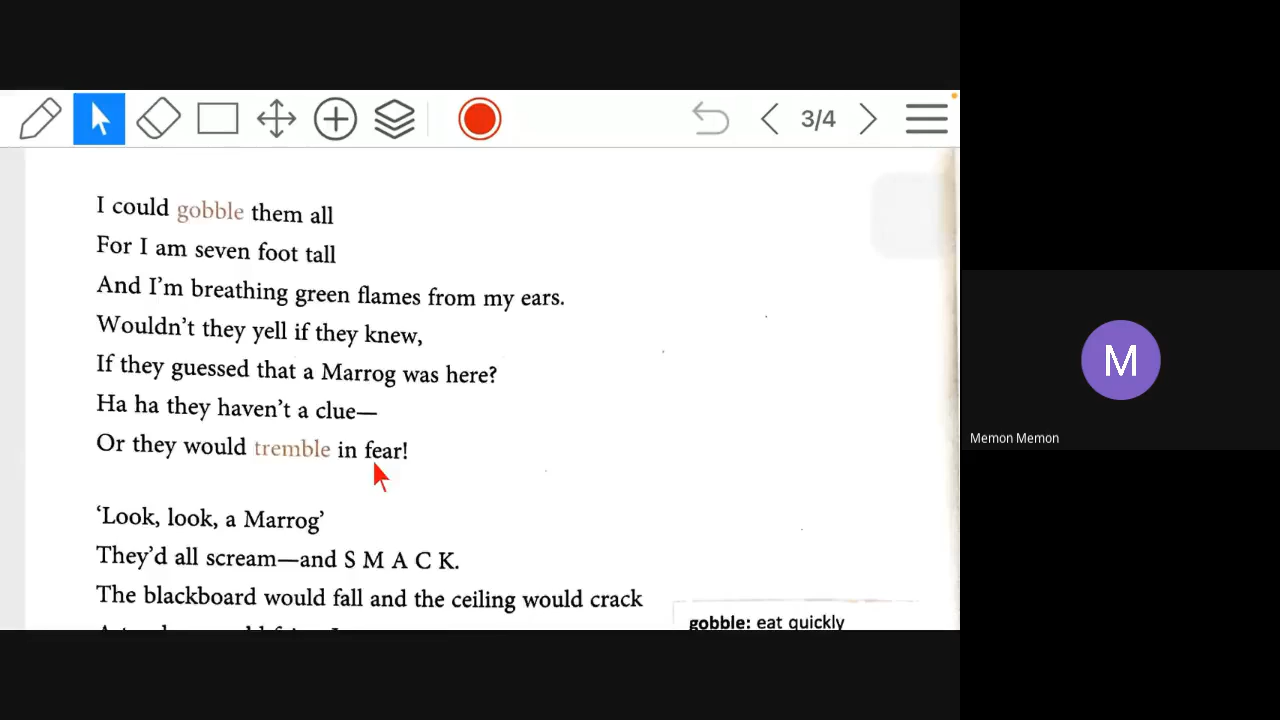 3/4
I could gobble them all
For I am seven foot tall
And I'm breathing green flames from my ears.
Wouldn't they yell if they knew,
If they guessed that a Marrog was here?
Ha ha they haven't a clue—
Or they would tremble in fear!
‘Look, look, a Marrog’
They'd all scream—and S M A C K.
The blackboard would fall and the ceiling would crack
gobble: eat quickly
M
Memon Memon